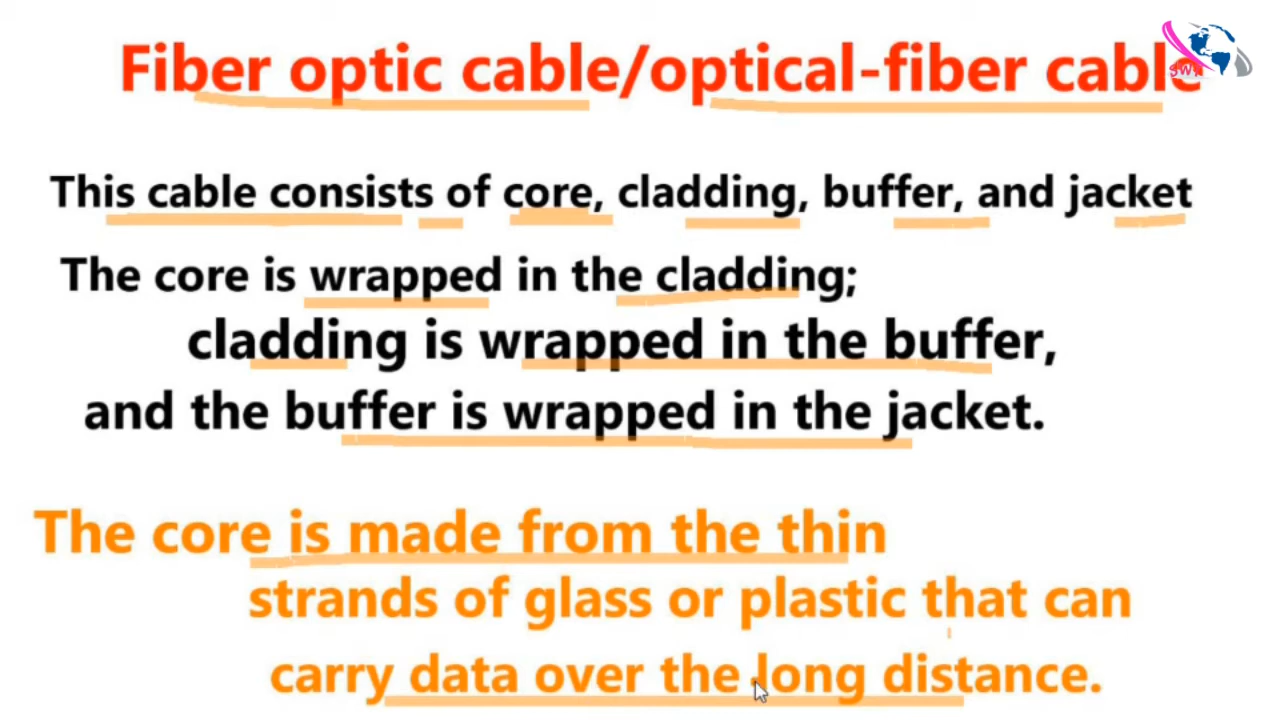 Fiber optic cable/optical-fiber cable
This cable consists of core, cladding, buffer, and jacket
The core is wrapped in the cladding;
cladding is wrapped in the buffer,
and the buffer is wrapped in the jacket.
The core is made from the thin
strands of glass or plastic that can
carry data over the long distance.